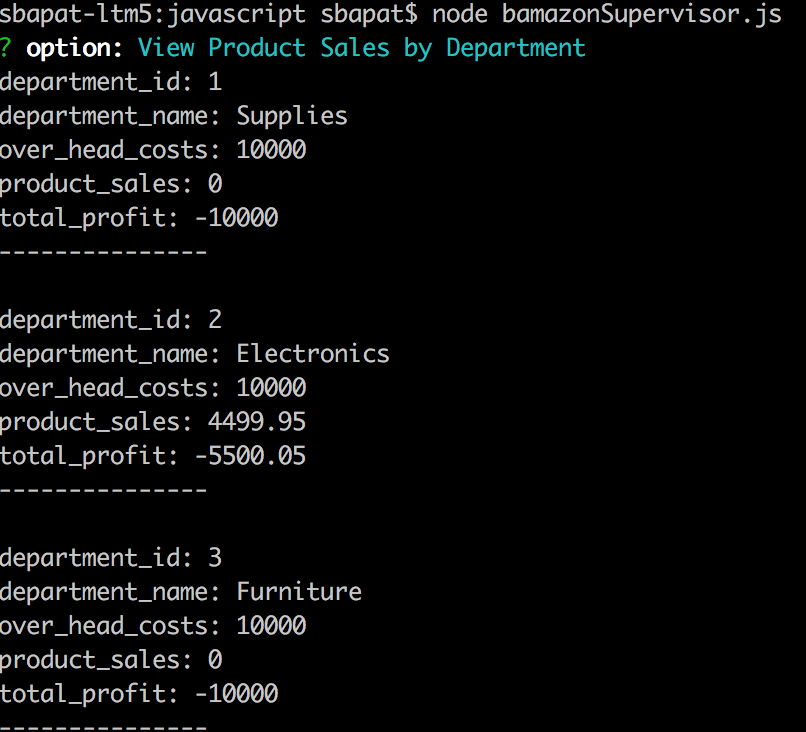 sbapat-ltm5:javascript sbapat$ node bamazonSupervisor.js
? option: View Product Sales by Department
department_id: 1
department_name: Supplies
over_head_costs: 10000
product_sales: 0
total_profit: -10000
---------------
department_id: 2
department_name: Electronics
over_head_costs: 10000
product_sales: 4499.95
total_profit: -5500.05
---------------
department_id: 3
department_name: Furniture
over_head_costs: 10000
product_sales: 0
total_profit: -10000
---------------